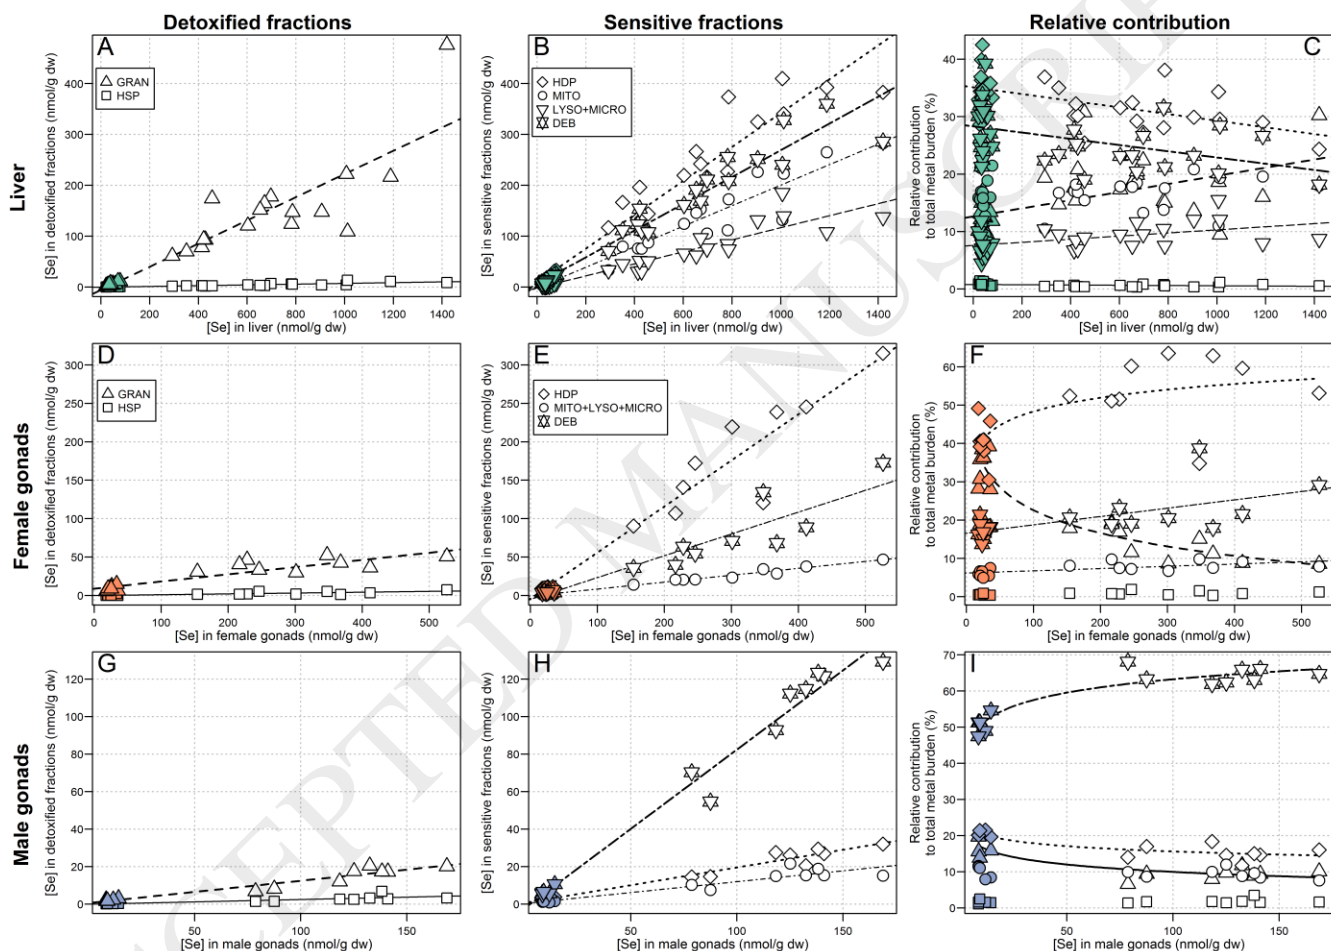 Detoxified fractions
Sensitive fractions
Relative contribution
Liver
A
GRAN
HSP
[Se] in detoxified fractions (nmol/g dw)
400
300
200
100
0
0 200 400 600 800 1000 1200 1400
[Se] in liver (nmol/g dw)
B
HDP
MITO
LYSO+MICRO
DEB
[Se] in sensitive fractions (nmol/g dw)
500
400
300
200
100
0
0 200 400 600 800 1000 1200 1400
[Se] in liver (nmol/g dw)
C
Relative contribution
to total metal burden (%)
40
30
20
10
0
0 200 400 600 800 1000 1200 1400
[Se] in liver (nmol/g dw)
Female gonads
D
GRAN
HSP
[Se] in detoxified fractions (nmol/g dw)
300
250
200
150
100
50
0
0 100 200 300 400 500
[Se] in female gonads (nmol/g dw)
E
HDP
MITO+LYSO+MICRO
DEB
[Se] in sensitive fractions (nmol/g dw)
300
250
200
150
100
50
0
0 100 200 300 400 500
[Se] in female gonads (nmol/g dw)
F
Relative contribution
to total metal burden (%)
60
50
40
30
20
10
0
0 100 200 300 400 500
[Se] in female gonads (nmol/g dw)
Male gonads
G
[Se] in detoxified fractions (nmol/g dw)
120
100
80
60
40
20
0
50 100 150
[Se] in male gonads (nmol/g dw)
H
[Se] in sensitive fractions (nmol/g dw)
120
100
80
60
40
20
0
50 100 150
[Se] in male gonads (nmol/g dw)
I
Relative contribution
to total metal burden (%)
70
60
50
40
30
20
10
0
50 100 150
[Se] in male gonads (nmol/g dw)
CEPTED MANUSCRI